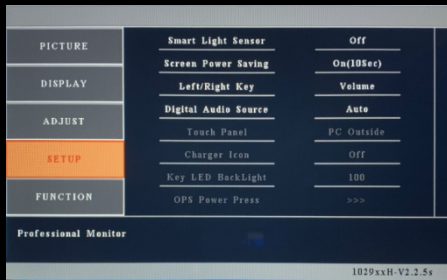 PICTURE
DISPLAY
ADJUST
SETUP
FUNCTION
Smart Light Sensor Off
Screen Power Saving On(10Sec)
Left/Right Key Volume
Digital Audio Source Auto
Touch Panel PC Outside
Charger Icon Off
Key LED BackLight 100
OPS Power Press >>>
Professional Monitor
1029xxH-V2.2.5s